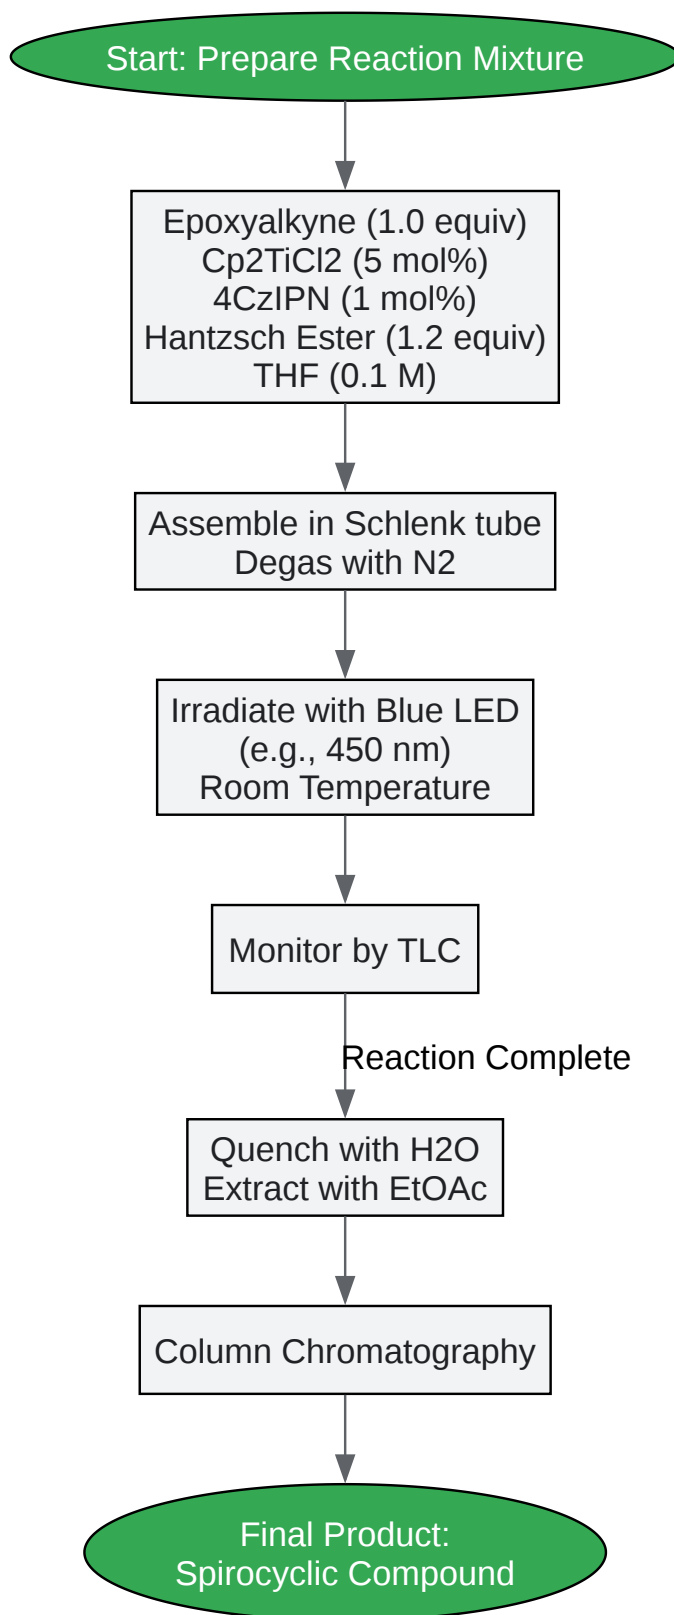 Start: Prepare Reaction Mixture
Epoxyalkyne (1.0 equiv)
Cp2TiCl2 (5 mol%)
4CzIPN (1 mol%)
Hantzsch Ester (1.2 equiv)
THF (0.1 M)
Assemble in Schlenk tube
Degas with N2
Irradiate with Blue LED
(e.g., 450 nm)
Room Temperature
Monitor by TLC
Reaction Complete
Quench with H2O
Extract with EtOAc
Column Chromatography
Final Product:
Spirocyclic Compound